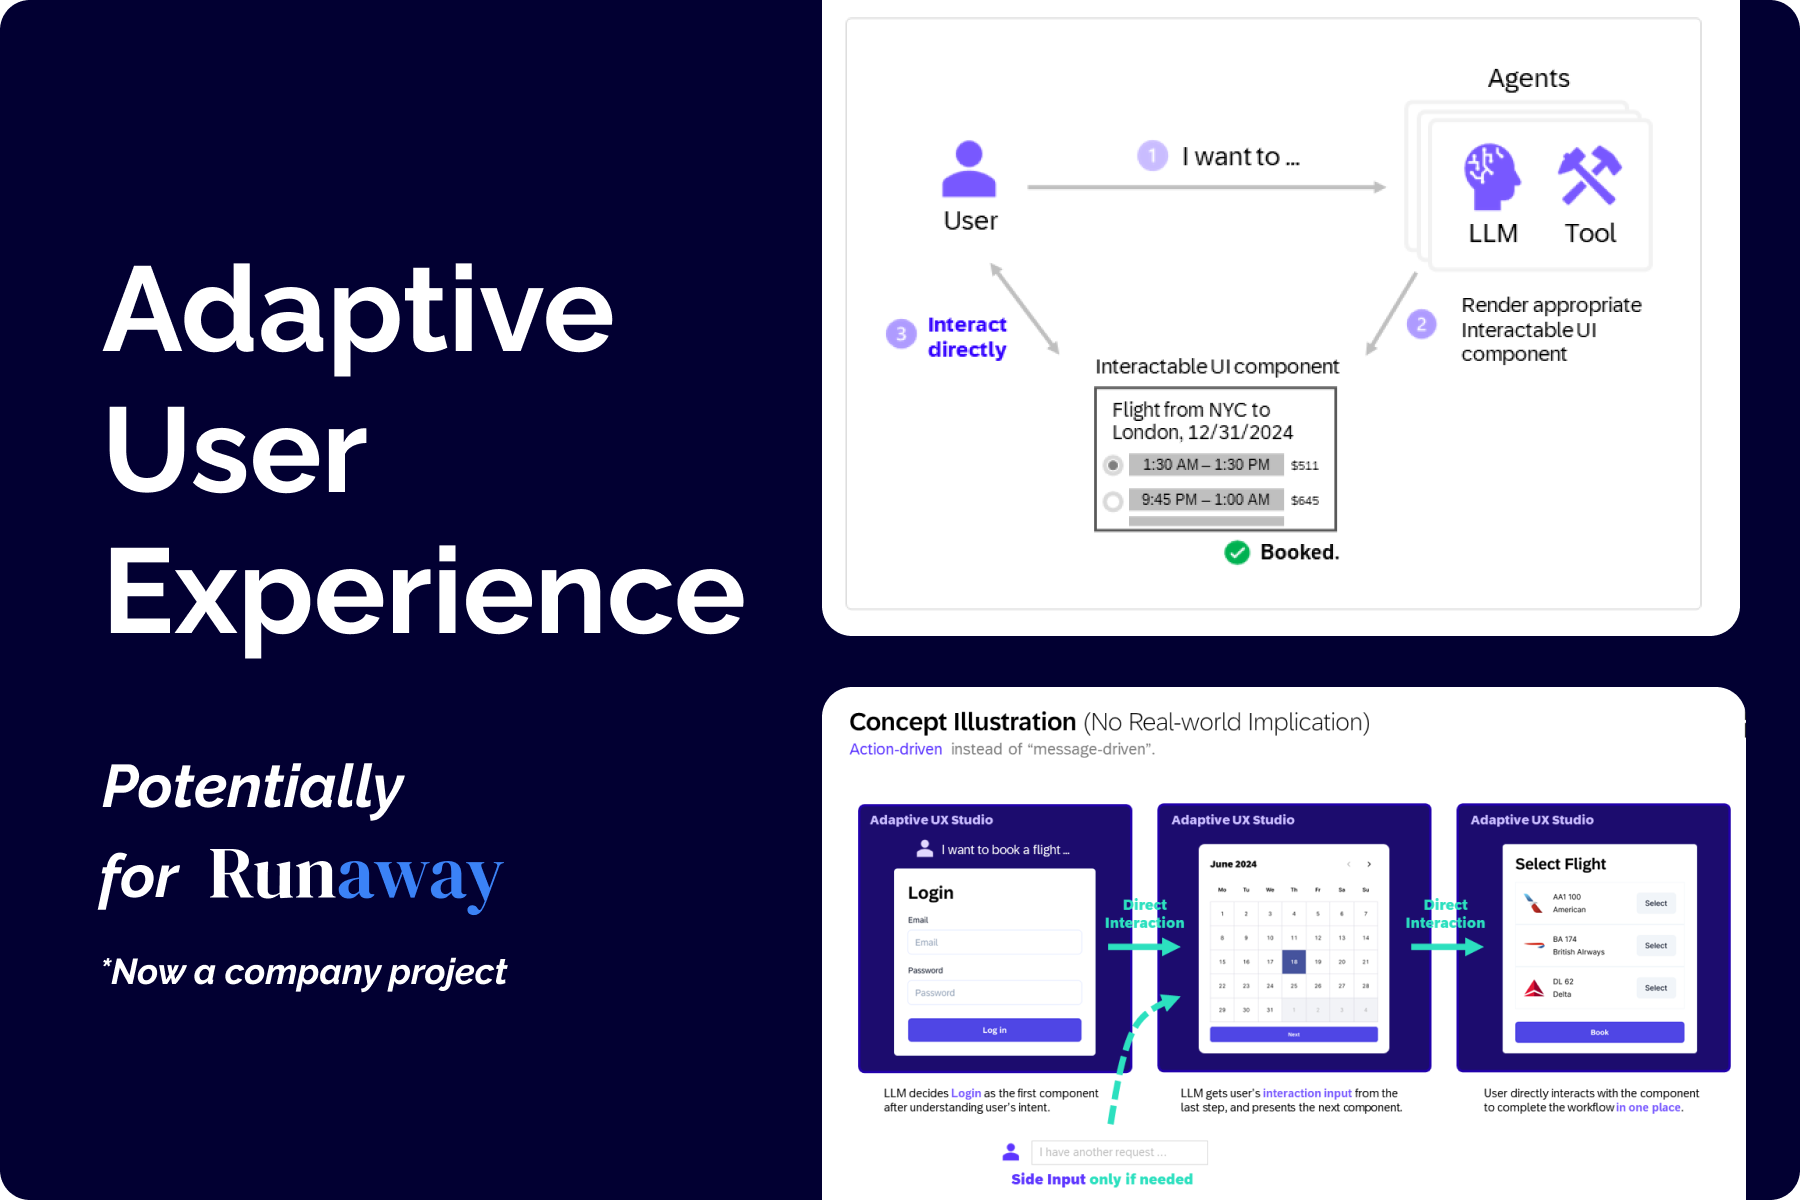 Adaptive
User
Experience
Potentially
for Runaway
*Now a company project
Agents
1 I want to ...
User
LLM Tool
3 Interact
directly
2 Render appropriate
Interactable UI
component
Interactable UI component
Flight from NYC to
London, 12/31/2024
1:30 AM – 1:30 PM $511
9:45 PM – 1:00 AM $645
Booked.
Concept Illustration (No Real-world Implication)
Action-driven instead of “message-driven”.
Adaptive UX Studio
I want to book a flight ...
Login
Email
Email
Password
Password
Log in
LLM decides Login as the first component
after understanding user's intent.
Direct
Interaction
Adaptive UX Studio
June 2024 < >
Mo Tu We Th Fr Sa Su
1 2 3 4 5 6 7
8 9 10 11 12 13 14
15 16 17 18 19 20 21
22 23 24 25 26 27 28
29 30 31 1 2 3 4
Next
LLM gets user's interaction input from the
last step, and presents the next component.
Direct
Interaction
Adaptive UX Studio
Select Flight
AA1 100
American
Select
BA 174
British Airways
Select
DL 62
Delta
Select
Book
User directly interacts with the component
to complete the workflow in one place.
I have another request ...
Side Input only if needed